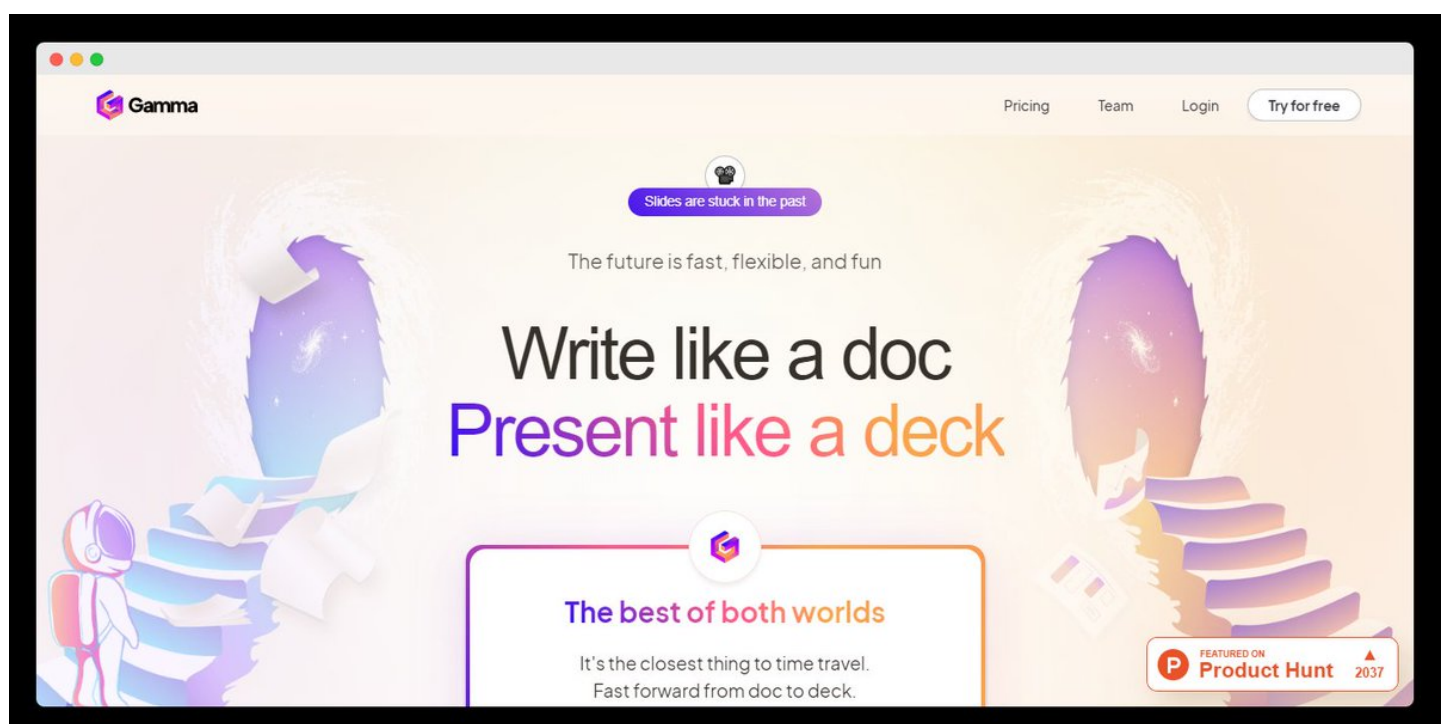 Gamma
Pricing Team Login Try for free
Slides are stuck in the past
The future is fast, flexible, and fun
Write like a doc
Present like a deck
The best of both worlds
It's the closest thing to time travel.
Fast forward from doc to deck.
P FEATURED ON
Product Hunt
▲
2037